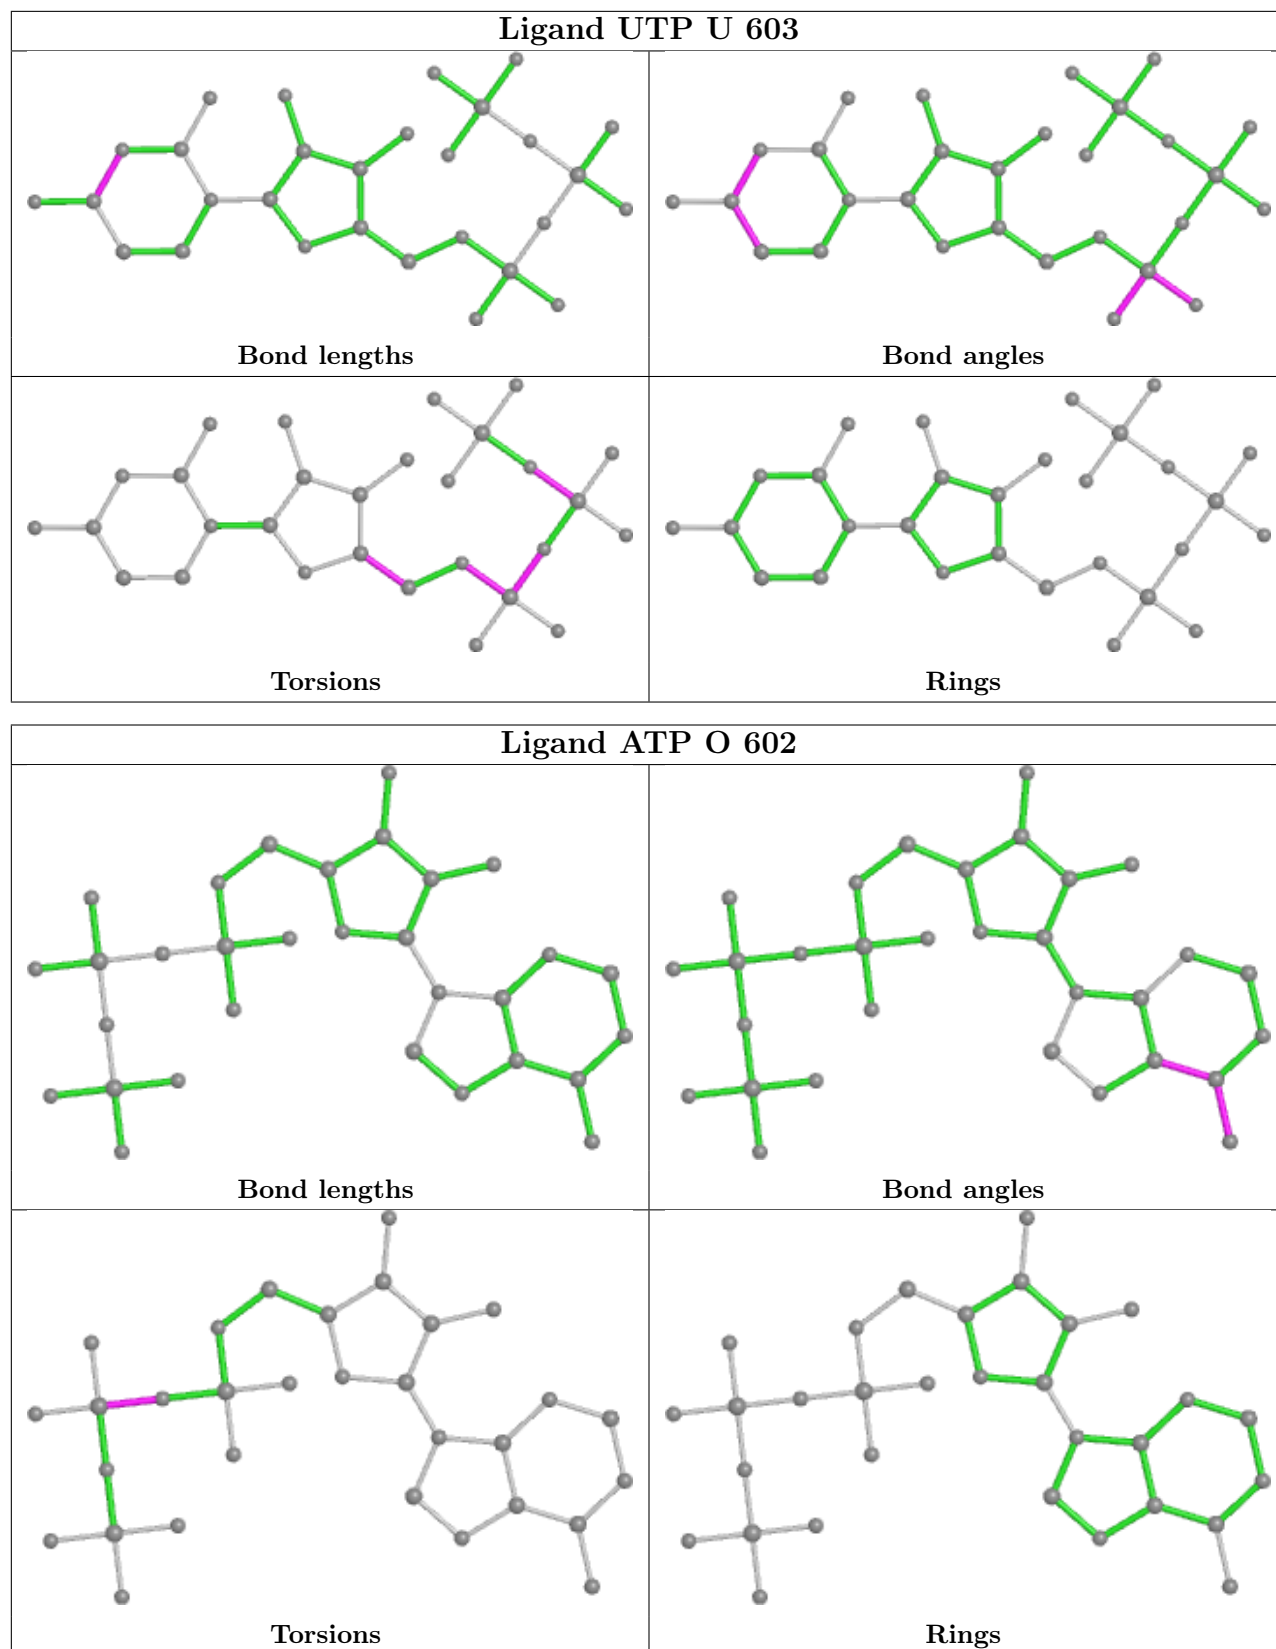 Ligand UTP U 603
Bond lengths
Bond angles
Torsions
Rings
Ligand ATP O 602
Bond lengths
Bond angles
Torsions
Rings